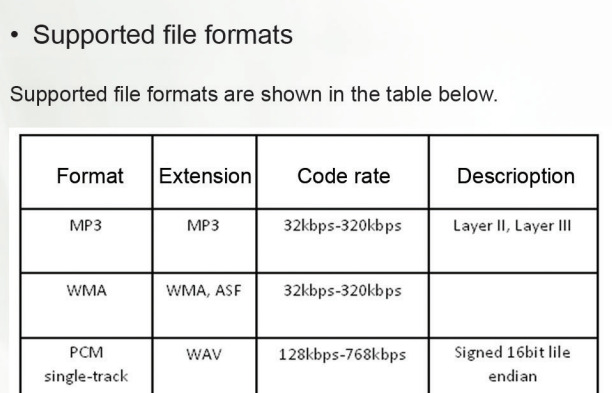 • Supported file formats
Supported file formats are shown in the table below.
Format Extension Code rate Descrioption
MP3 MP3 32kbps-320kbps Layer II, Layer III
WMA WMA, ASF 32kbps-320kbps
PCM single-track WAV 128kbps-768kbps Signed 16bit lile endian